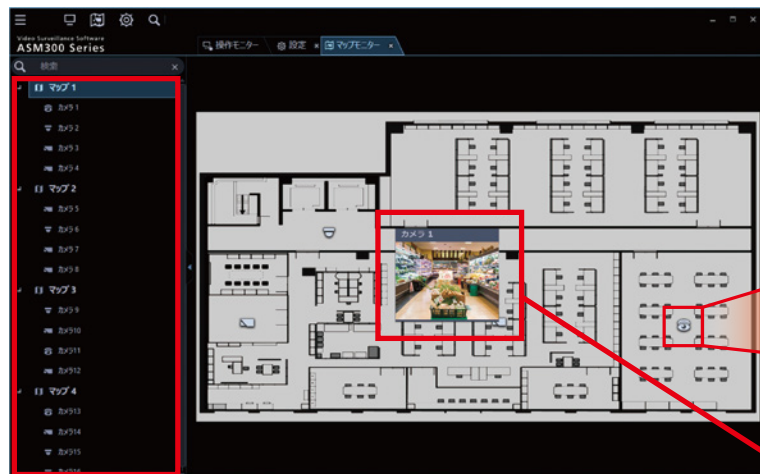 Video Surveillance Software
ASM300 Series
操作モニター
設定 ×
マップモニター ×
検索 ×
マップ 1
カメラ 1
カメラ 2
カメラ 3
カメラ 4
マップ 2
カメラ 5
カメラ 6
カメラ 7
カメラ 8
マップ 3
カメラ 9
カメラ10
カメラ11
カメラ12
マップ 4
カメラ13
カメラ14
カメラ15
カメラ16
カメラ 1